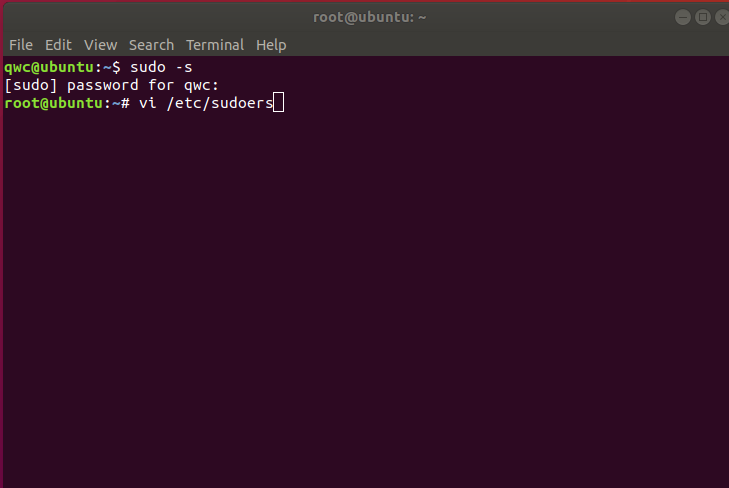 root@ubuntu: ~
File Edit View Search Terminal Help
qwc@ubuntu:~$ sudo -s
[sudo] password for qwc:
root@ubuntu:~# vi /etc/sudoers